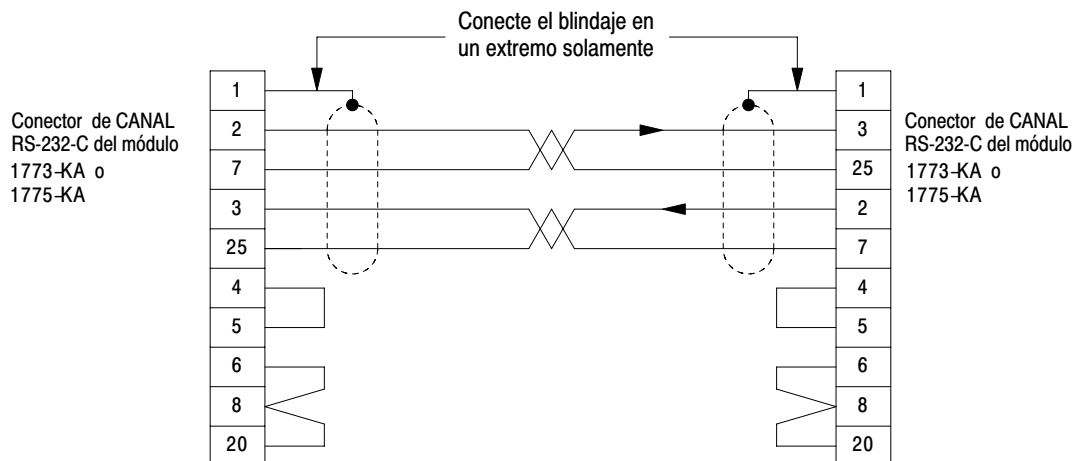 Conecte el blindaje en
un extremo solamente
Conector de CANAL
RS-232-C del módulo
1773-KA o
1775-KA
1
2
7
3
25
4
5
6
8
20
1
3
25
2
7
4
5
6
8
20
Conector de CANAL
RS-232-C del módulo
1773-KA o
1775-KA